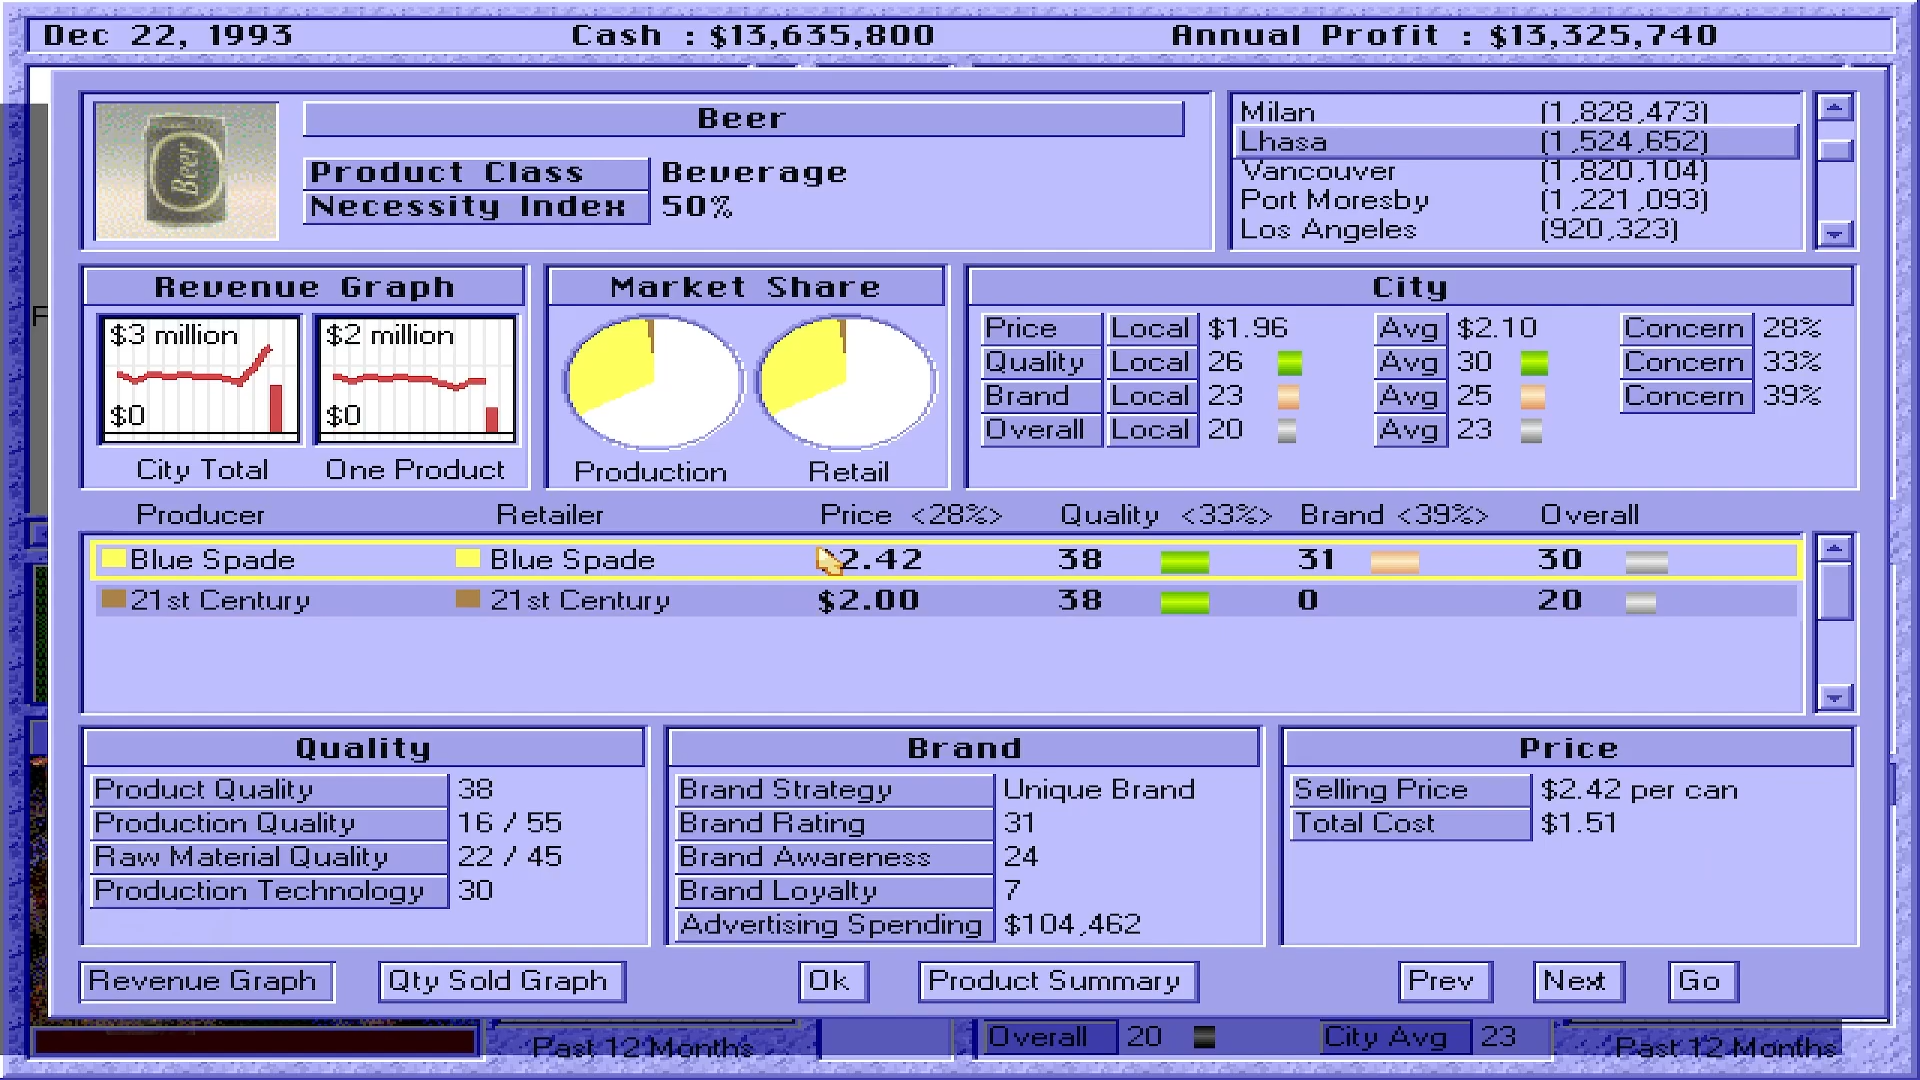 Dec 22, 1993 Cash : $13,635,800 Annual Profit : $13,325,740
Beer
Beer
Product Class Beverage
Necessity Index 50%
Milan (1,828,473)
Lhasa (1,524,652)
Vancouver (1,820,104)
Port Moresby (1,221,093)
Los Angeles (920,323)
Revenue Graph
$3 million
$0
City Total
$2 million
$0
One Product
Market Share
Production Retail
City
Price Local $1.96 Avg $2.10 Concern 28%
Quality Local 26 Avg 30 Concern 33%
Brand Local 23 Avg 25 Concern 39%
Overall Local 20 Avg 23
Producer Retailer Price <28%> Quality <33%> Brand <39%> Overall
Blue Spade Blue Spade 2.42 38 31 30
21st Century 21st Century $2.00 38 0 20
Quality
Product Quality 38
Production Quality 16 / 55
Raw Material Quality 22 / 45
Production Technology 30
Brand
Brand Strategy Unique Brand
Brand Rating 31
Brand Awareness 24
Brand Loyalty 7
Advertising Spending $104,462
Price
Selling Price $2.42 per can
Total Cost $1.51
Revenue Graph Qty Sold Graph Ok Product Summary Prev Next Go
Past 12 Months Overall 20 City Avg 23 Past 12 Months